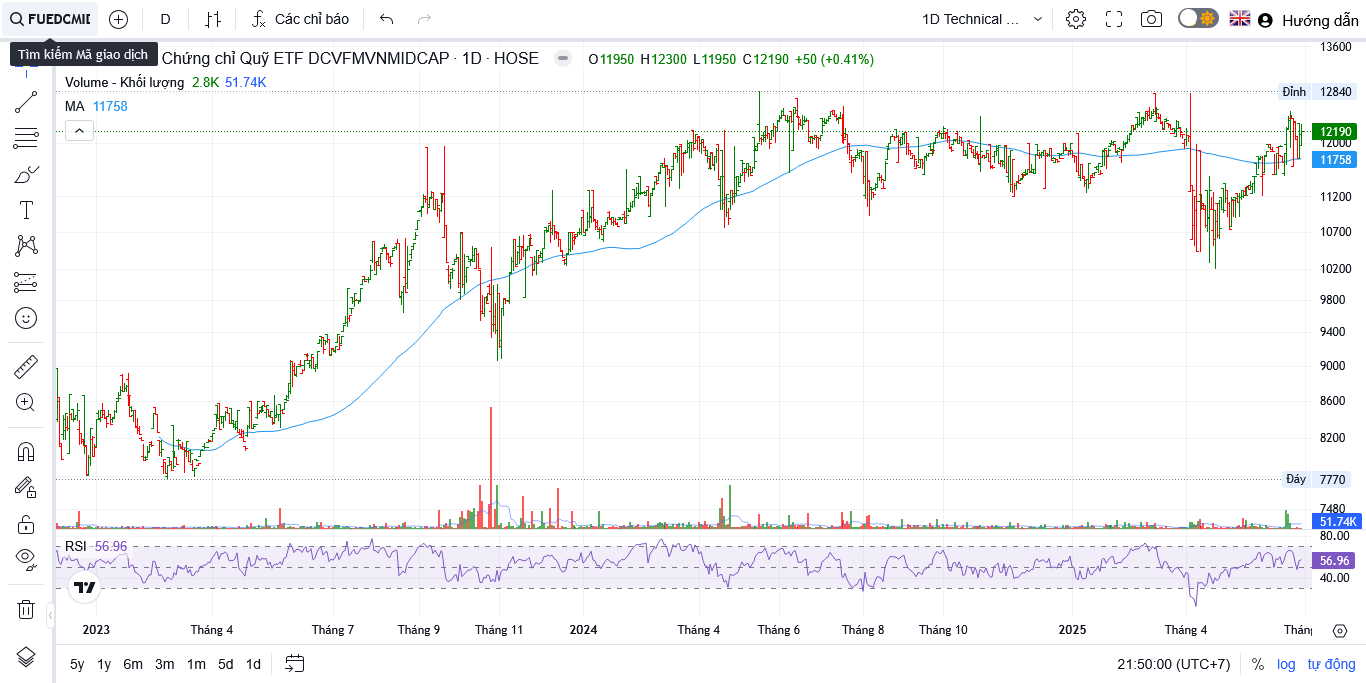 FUEDCMID
D
Các chỉ báo
1D Technical ...
Hướng dẫn
Tìm kiếm Mã giao dịch
Chứng chỉ Quỹ ETF DCVFMVNMIDCAP · 1D · HOSE
O11950 H12300 L11950 C12190 +50 (+0.41%)
Volume - Khối lượng 2.8K 51.74K
MA 11758
13600
Đỉnh 12840
12190
12000
11758
11200
10700
10200
9800
9400
9000
8600
8200
Đáy 7770
7480
51.74K
80.00
RSI 56.96
56.96
40.00
2023 Tháng 4 Tháng 7 Tháng 9 Tháng 11 2024 Tháng 4 Tháng 6 Tháng 8 Tháng 10 2025 Tháng 4 Tháng
5y 1y 6m 3m 1m 5d 1d
21:50:00 (UTC+7) % log tự động